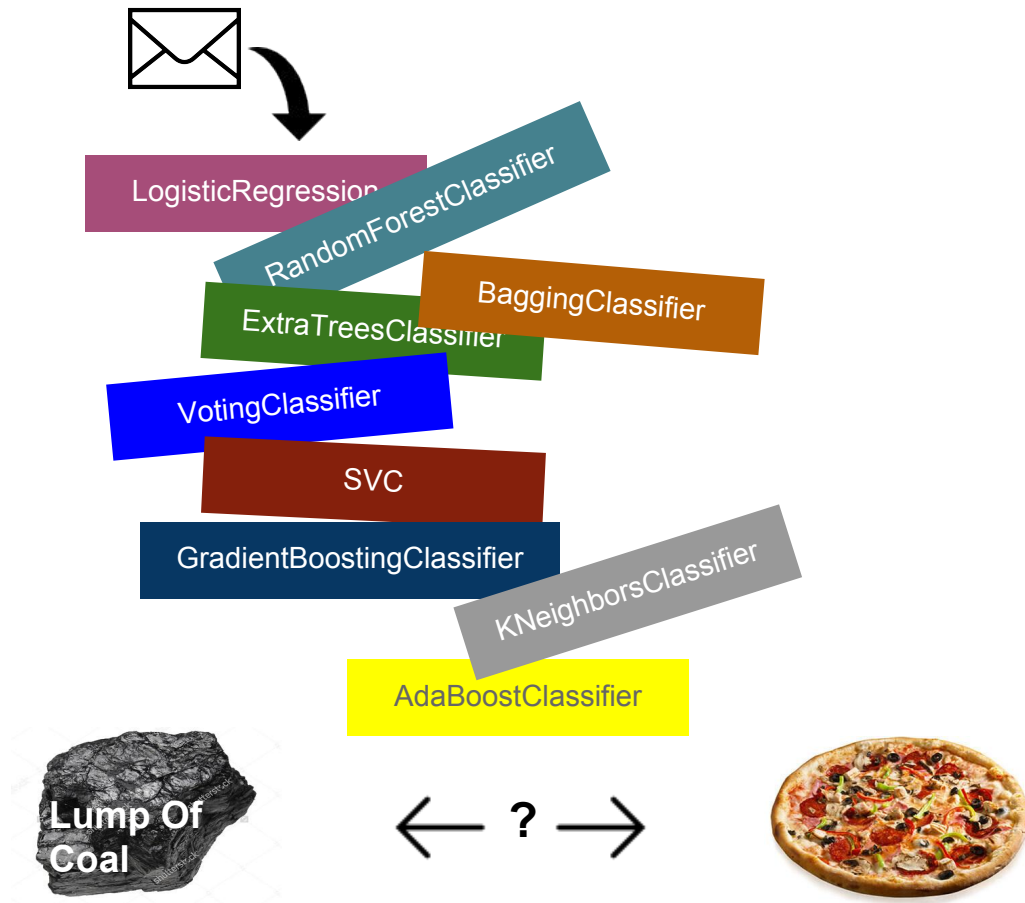 LogisticRegression
RandomForestClassifier
BaggingClassifier
ExtraTreesClassifier
VotingClassifier
SVC
GradientBoostingClassifier
KNeighborsClassifier
AdaBoostClassifier
Lump Of
Coal
?